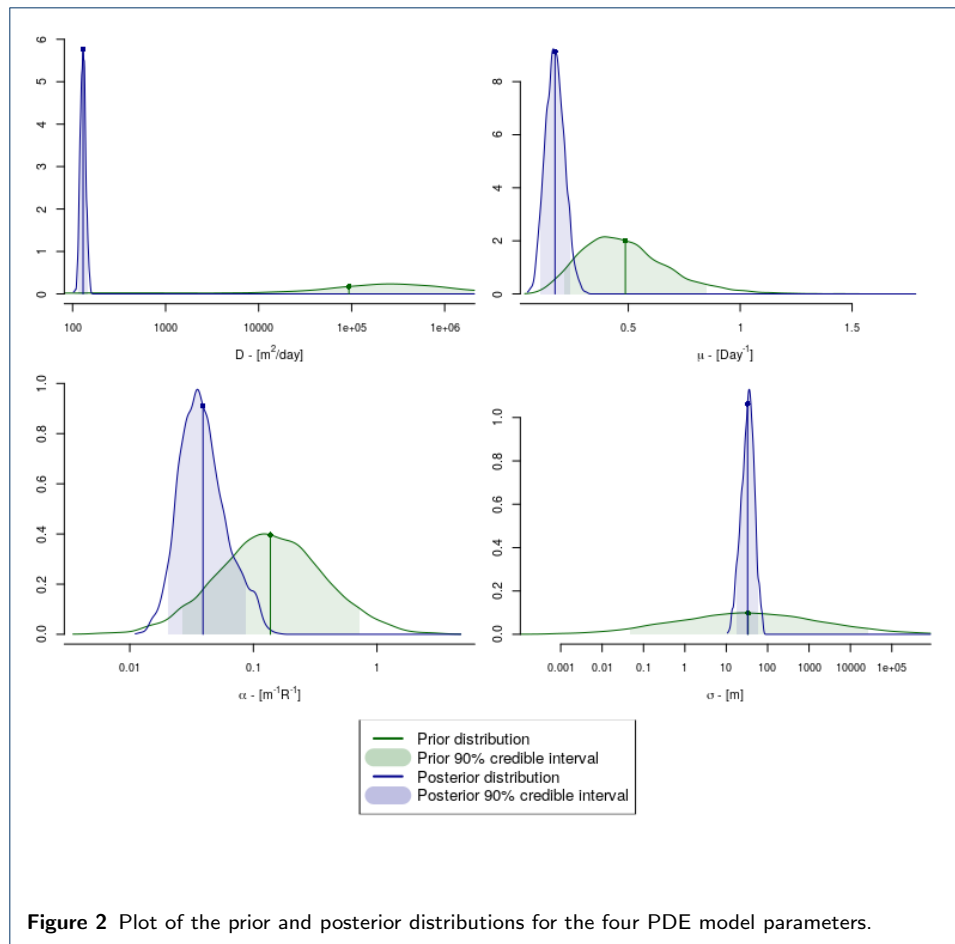 6
5
4
3
2
1
0
100 1000 10000 1e+05 1e+06
D - [m²/day]
8
6
4
2
0
0.5 1 1.5
μ - [Day⁻¹]
1.0
0.8
0.6
0.4
0.2
0.0
0.01 0.1 1
α - [m⁻¹R⁻¹]
1.0
0.8
0.6
0.4
0.2
0.0
0.001 0.01 0.1 1 10 100 1000 10000 1e+05
σ - [m]
Prior distribution
Prior 90% credible interval
Posterior distribution
Posterior 90% credible interval
Figure 2 Plot of the prior and posterior distributions for the four PDE model parameters.